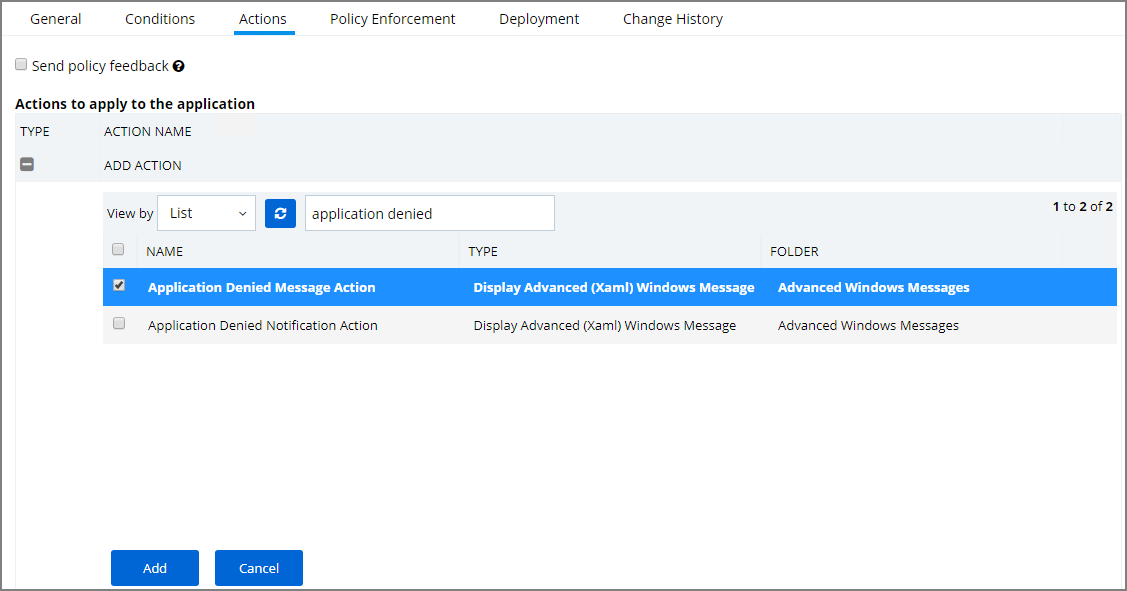 General Conditions Actions Policy Enforcement Deployment Change History
Send policy feedback ?
Actions to apply to the application
TYPE ACTION NAME
ADD ACTION
View by List application denied 1 to 2 of 2
NAME TYPE FOLDER
Application Denied Message Action Display Advanced (Xaml) Windows Message Advanced Windows Messages
Application Denied Notification Action Display Advanced (Xaml) Windows Message Advanced Windows Messages
Add Cancel